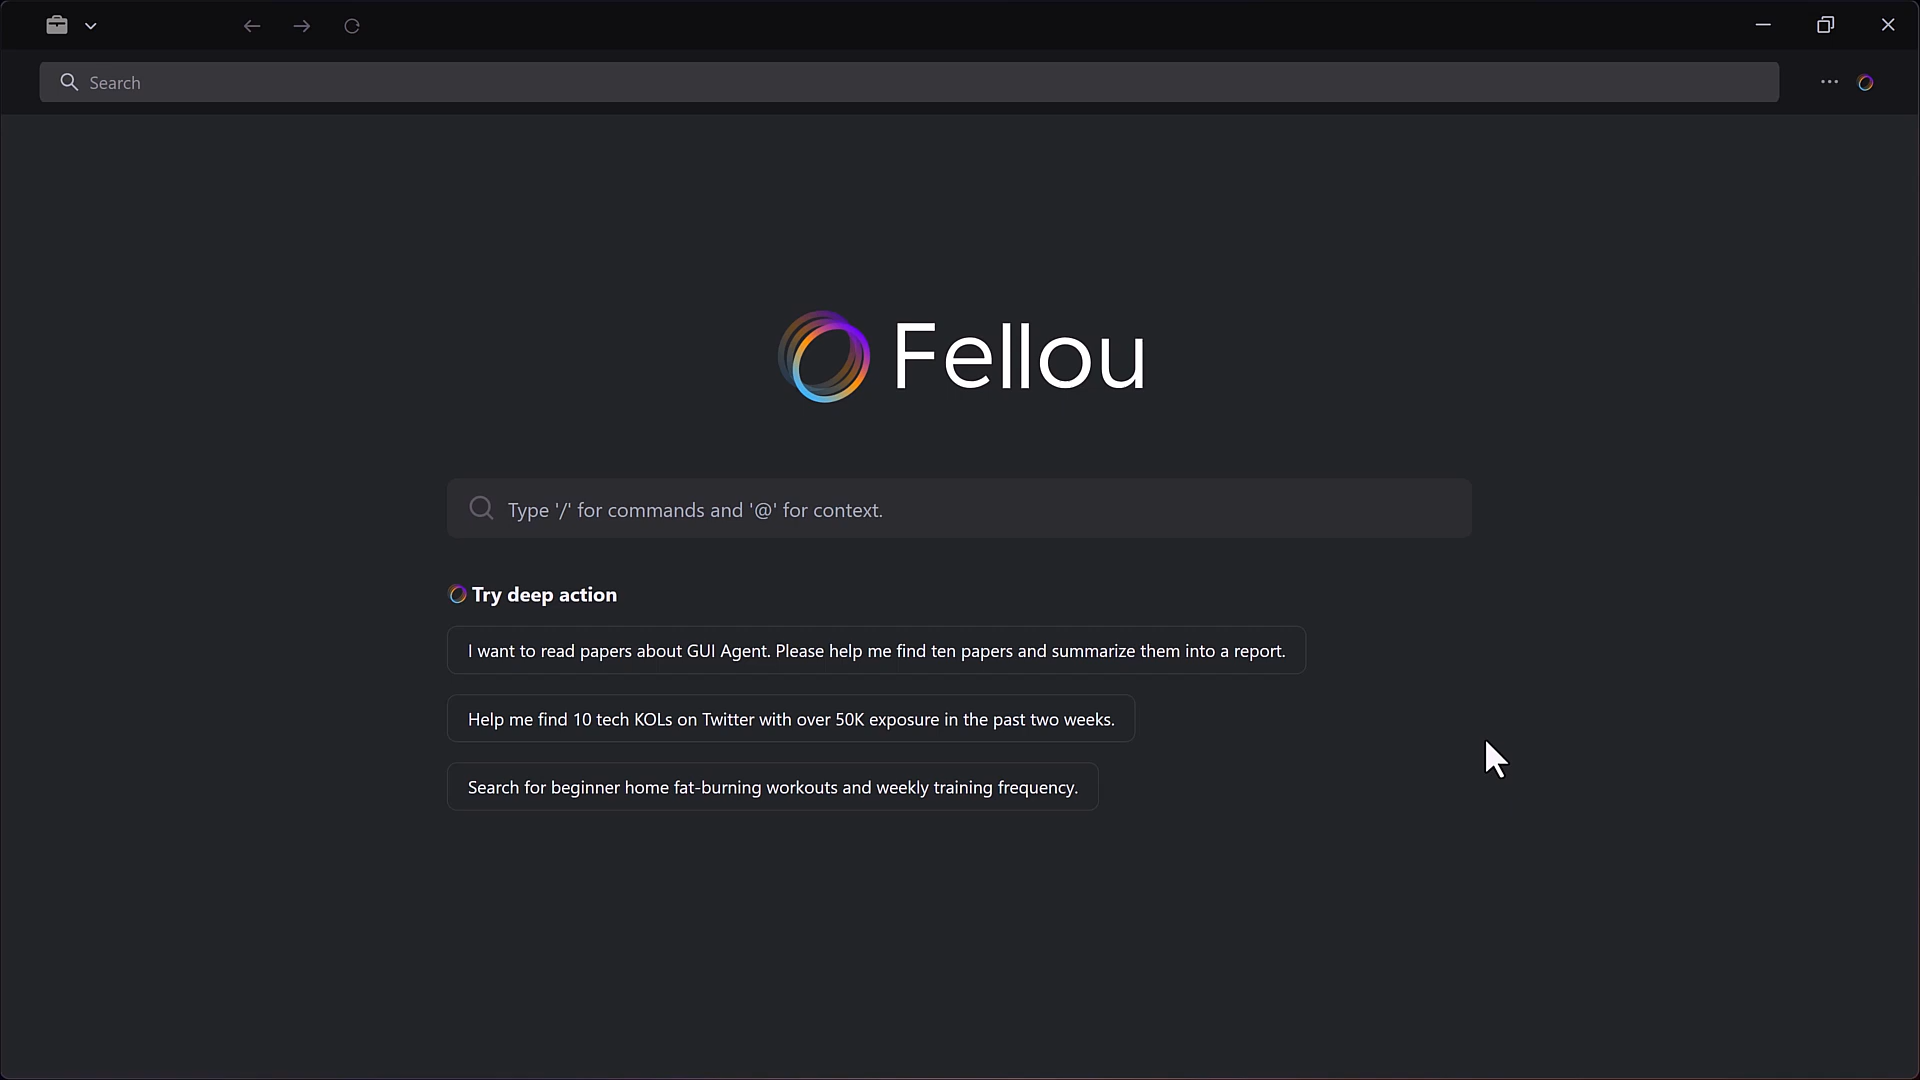 Search
Fellou
Type '/' for commands and '@' for context.
Try deep action
I want to read papers about GUI Agent. Please help me find ten papers and summarize them into a report.
Help me find 10 tech KOLs on Twitter with over 50K exposure in the past two weeks.
Search for beginner home fat-burning workouts and weekly training frequency.